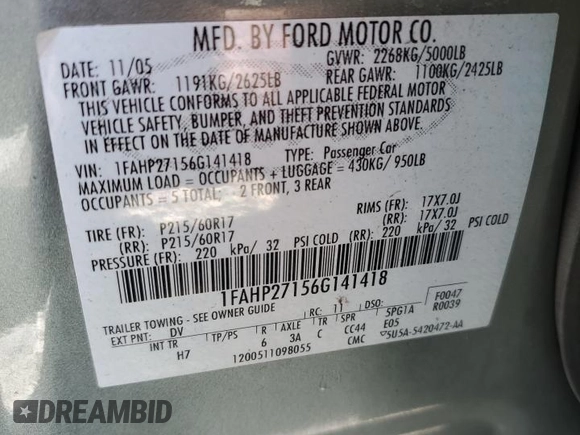 MFD. BY FORD MOTOR CO.
DATE: 11/05
GVWR: 2268KG/5000LB
FRONT GAWR: 1191KG/2625LB
REAR GAWR: 1100KG/2425LB
THIS VEHICLE CONFORMS TO ALL APPLICABLE FEDERAL MOTOR
VEHICLE SAFETY, BUMPER, AND THEFT PREVENTION STANDARDS
IN EFFECT ON THE DATE OF MANUFACTURE SHOWN ABOVE.
VIN: 1FAHP27156G141418 TYPE: Passenger Car
MAXIMUM LOAD = OCCUPANTS + LUGGAGE = 430KG/ 950LB
OCCUPANTS = 5 TOTAL; 2 FRONT, 3 REAR
TIRE (FR): P215/60R17 RIMS (FR): 17X7.0J
(RR): P215/60R17 (RR): 17X7.0J
PRESSURE (FR): 220 kPa/ 32 PSI COLD (RR): 220 kPa/ 32 PSI COLD
1FAHP27156G141418
TRAILER TOWING - SEE OWNER GUIDE
RC: 11 DSO: F0047
EXT PNT: DV R0039
INT TR TP/PS R AXLE TR SPR 5PG1A
H7 6 3A C CC44 E05
1200511098055 CMC 5U5A-5420472-AA
DREAMBID